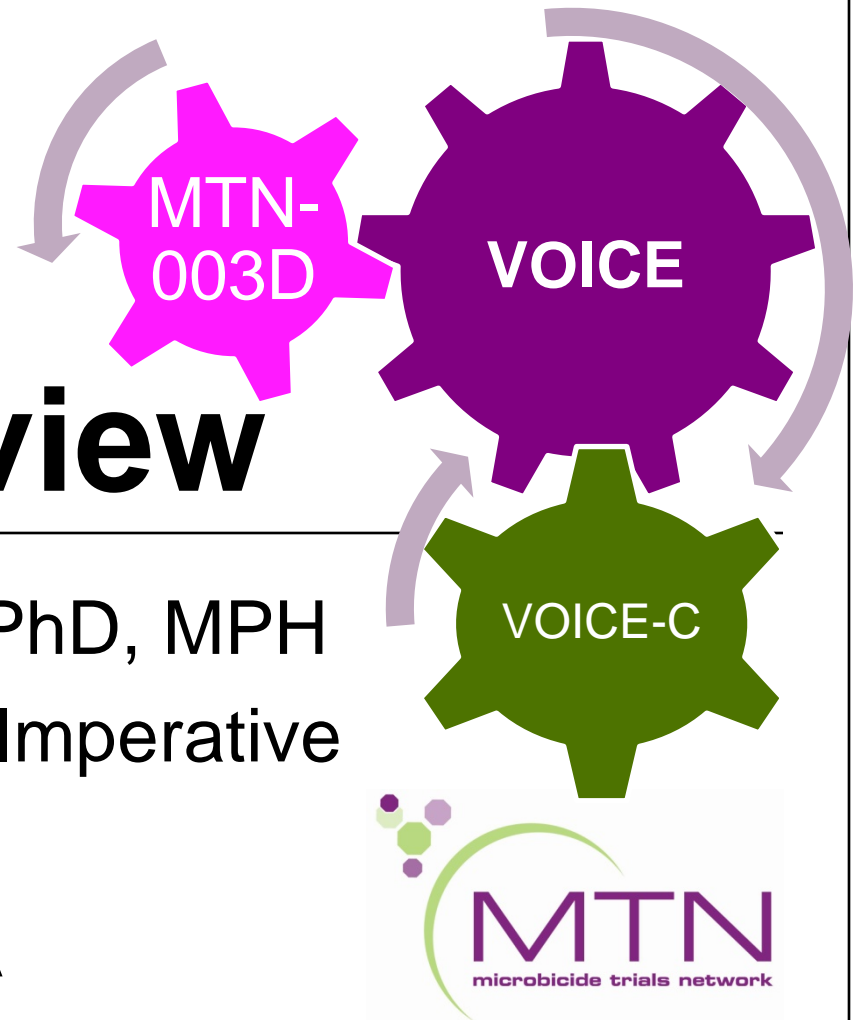 MTN-
003D
VOICE
view
PhD, MPH
Imperative
VOICE-C
MTN
microbicide trials network